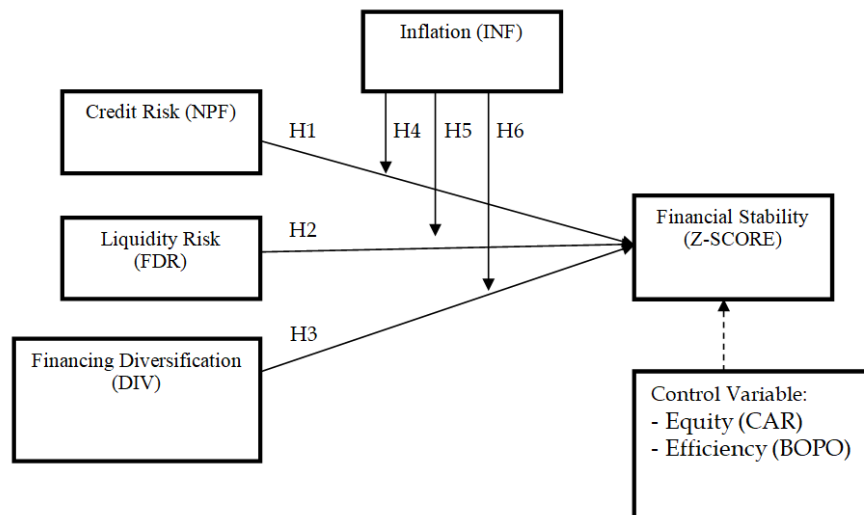 Inflation (INF)
Credit Risk (NPF)
H1
H4
H5
H6
Liquidity Risk
(FDR)
H2
Financial Stability
(Z-SCORE)
Financing Diversification
(DIV)
H3
Control Variable:
- Equity (CAR)
- Efficiency (BOPO)